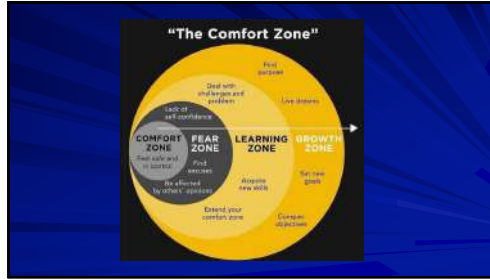 "The Comfort Zone"
Find
purpose
Deal with
challenges and
problem
Live dreams
Lack of
self-confidence
COMFORT
ZONE
Feel safe and
in control
FEAR
ZONE
Find
excuses
Be affected
by others' opinions
LEARNING
ZONE
Acquire
new skills
Extend your
comfort zone
GROWTH
ZONE
Set new
goals
Conquer
objectives